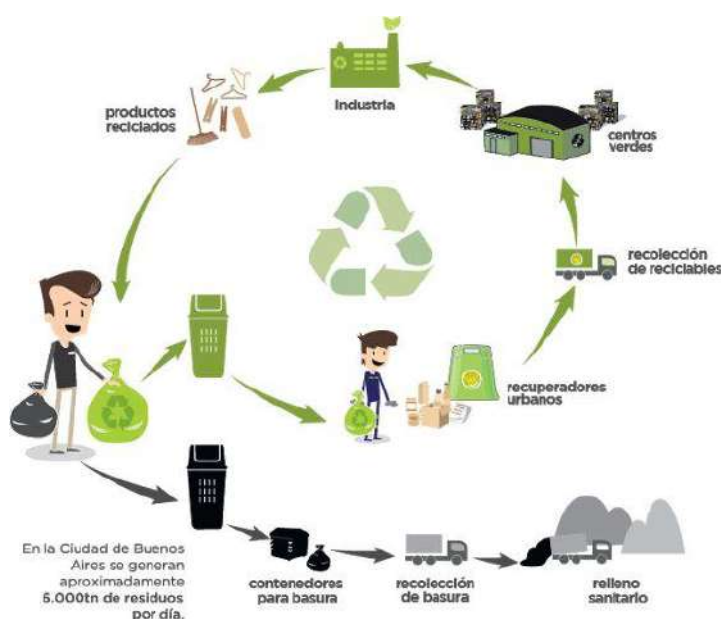 industria
productos
reciclados
centros
verdes
recolección
de reciclables
recuperadores
urbanos
En la Ciudad de Buenos
Aires se generan
aproximadamente
6.000tn de residuos
por día.
contenedores
para basura
recolección
de basura
relleno
sanitario